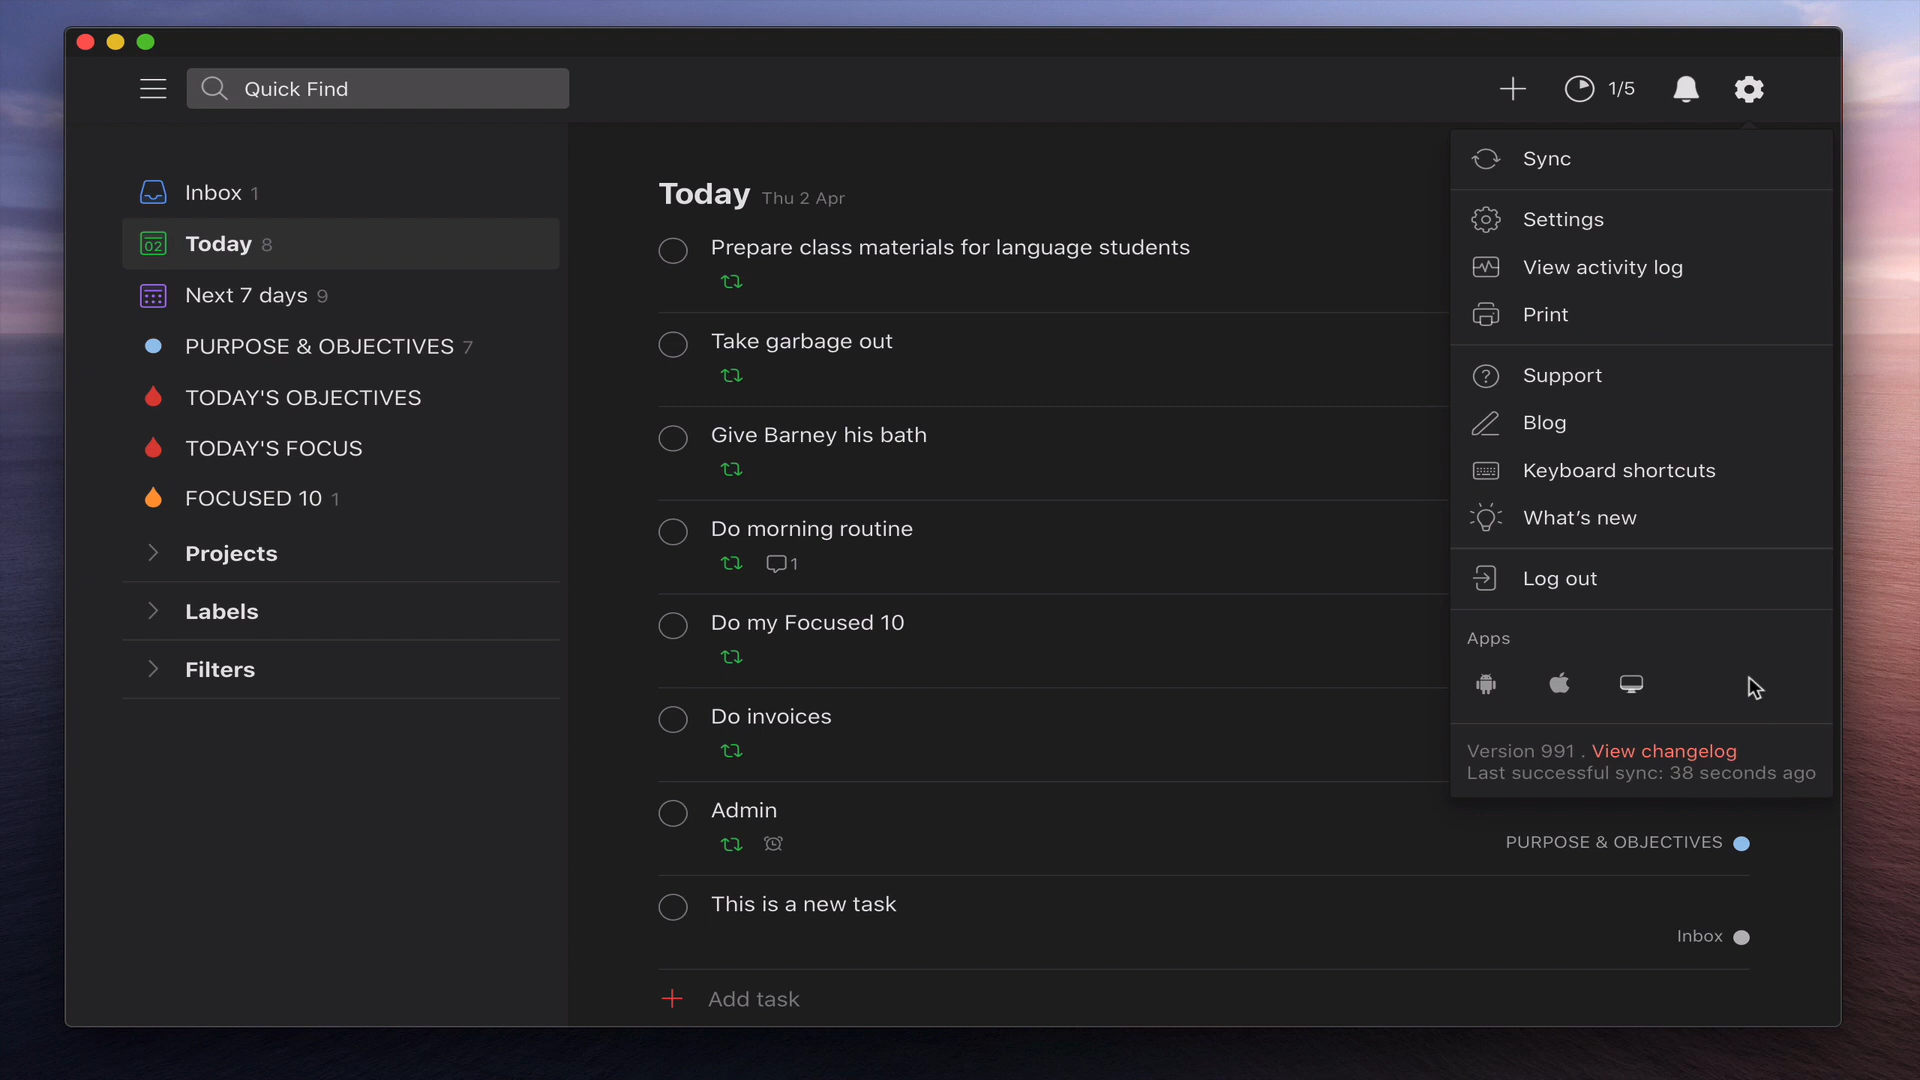 Quick Find
1/5
Inbox 1
02
Today 8
Next 7 days 9
PURPOSE & OBJECTIVES 7
TODAY'S OBJECTIVES
TODAY'S FOCUS
FOCUSED 10 1
Projects
Labels
Filters
Today Thu 2 Apr
Prepare class materials for language students
Take garbage out
Give Barney his bath
Do morning routine
1
Do my Focused 10
Do invoices
Admin
PURPOSE & OBJECTIVES
This is a new task
Inbox
Add task
Sync
Settings
View activity log
Print
Support
Blog
Keyboard shortcuts
What's new
Log out
Apps
Version 991 . View changelog
Last successful sync: 38 seconds ago